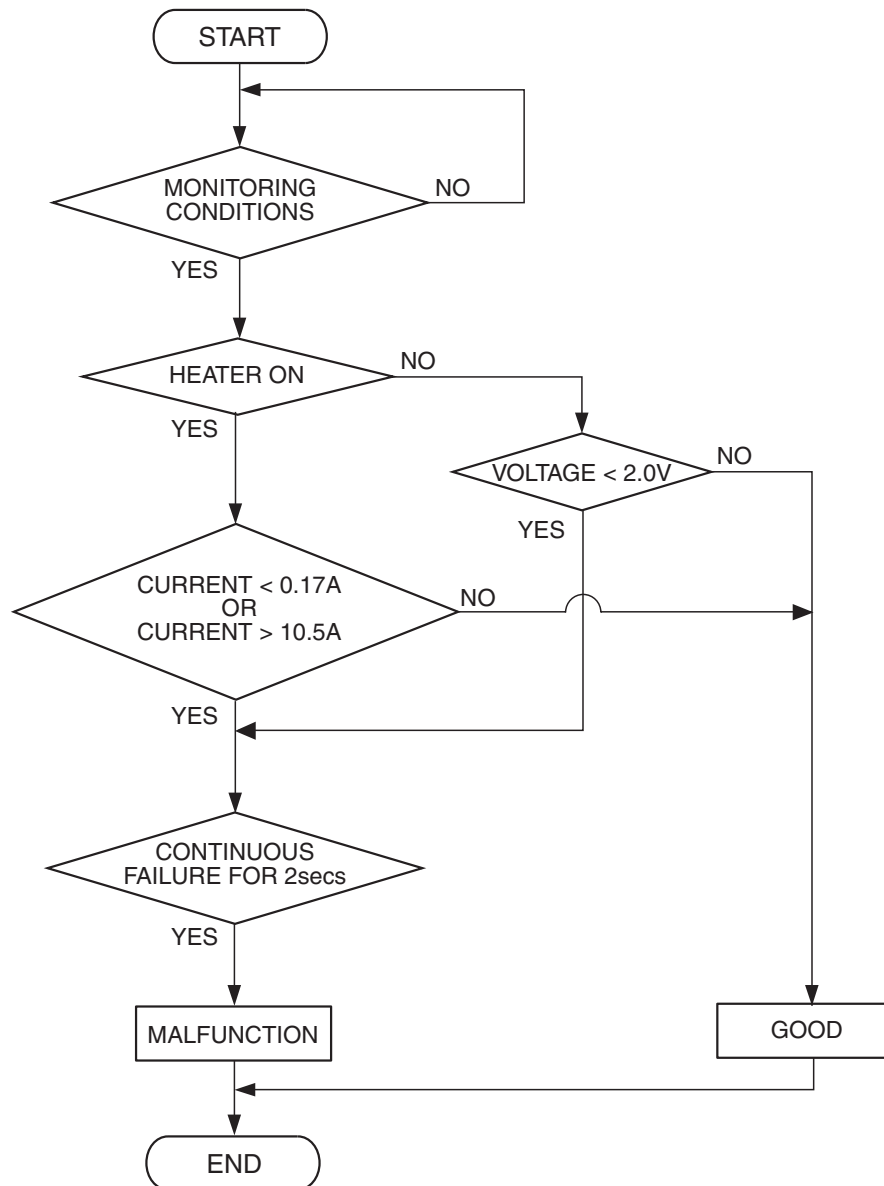 START
MONITORING
CONDITIONS
NO
YES
HEATER ON
NO
YES
VOLTAGE < 2.0V
NO
YES
CURRENT < 0.17A
OR
CURRENT > 10.5A
NO
YES
CONTINUOUS
FAILURE FOR 2secs
YES
MALFUNCTION
GOOD
END